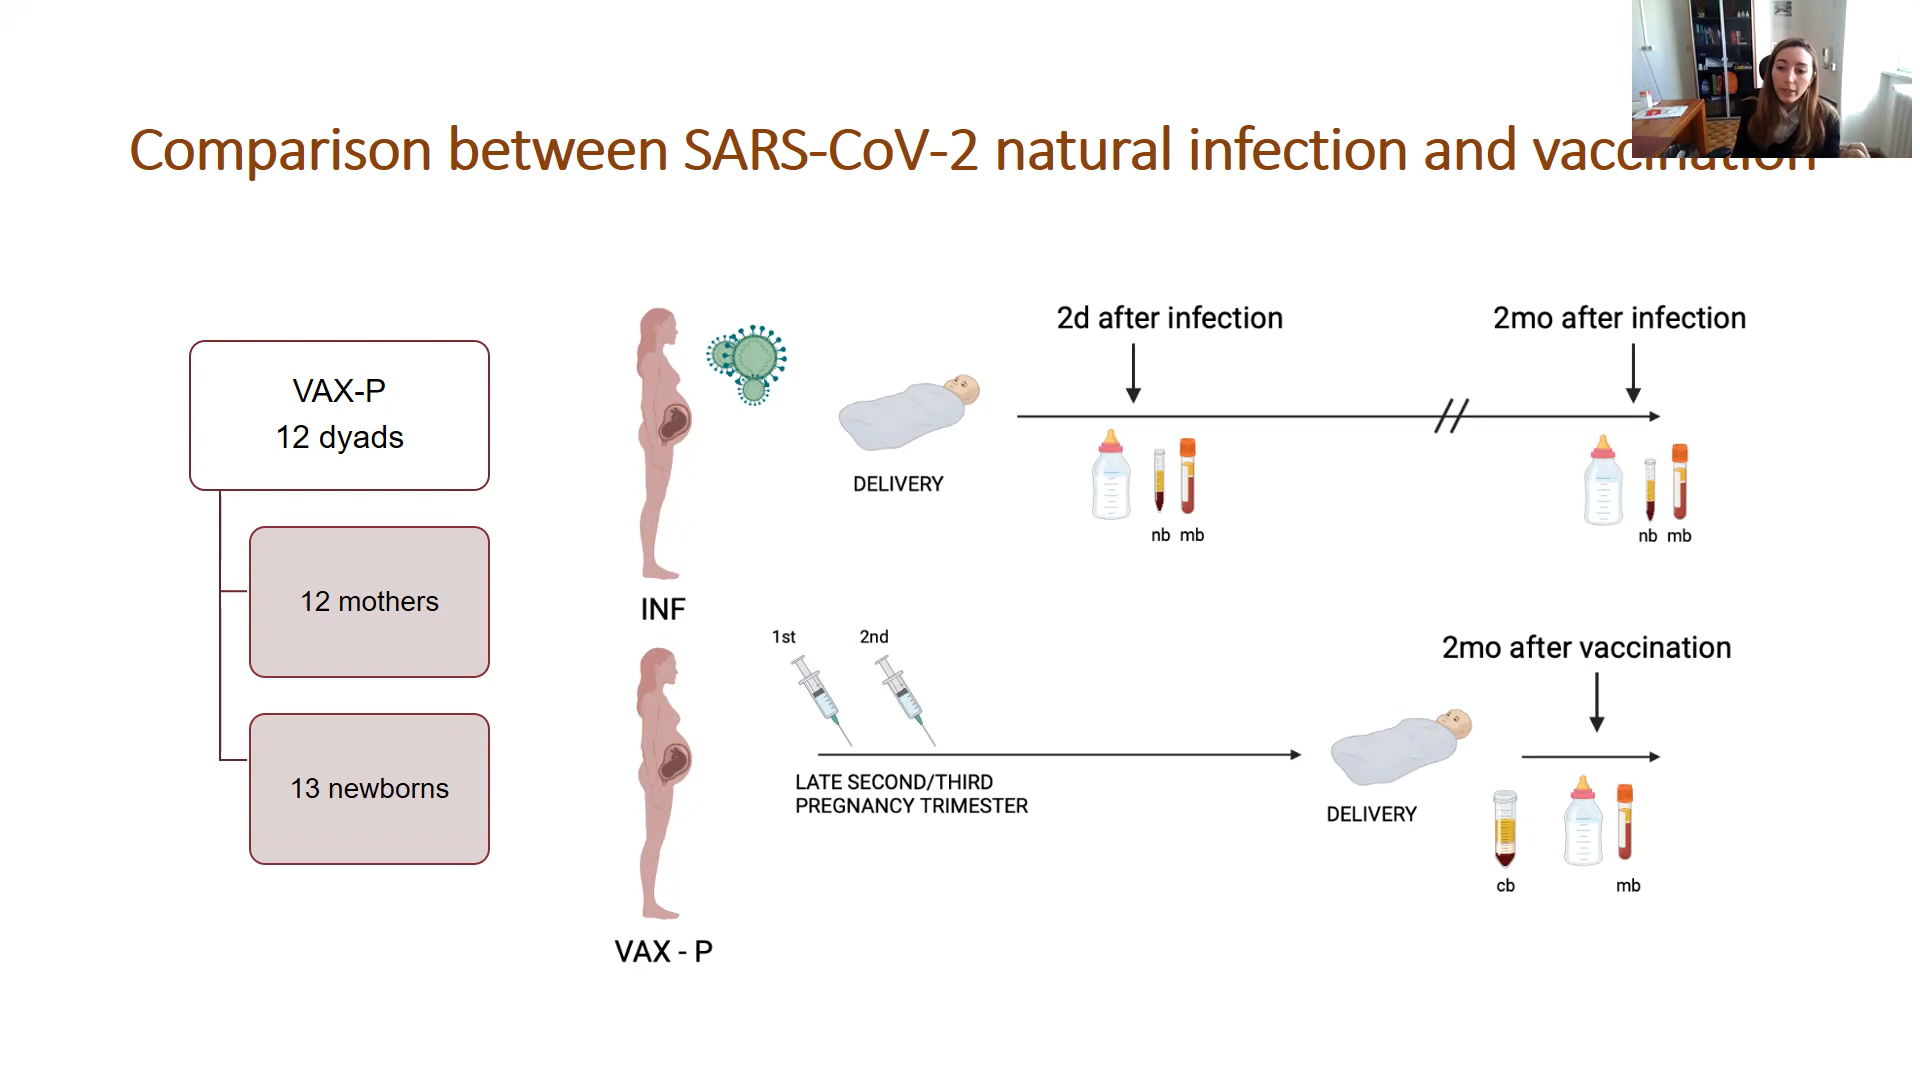 Comparison between SARS-CoV-2 natural infection and vaccination
VAX-P
12 dyads
12 mothers
13 newborns
2d after infection
2mo after infection
DELIVERY
nb mb
nb mb
INF
1st
2nd
2mo after vaccination
LATE SECOND/THIRD
PREGNANCY TRIMESTER
DELIVERY
cb
mb
VAX - P